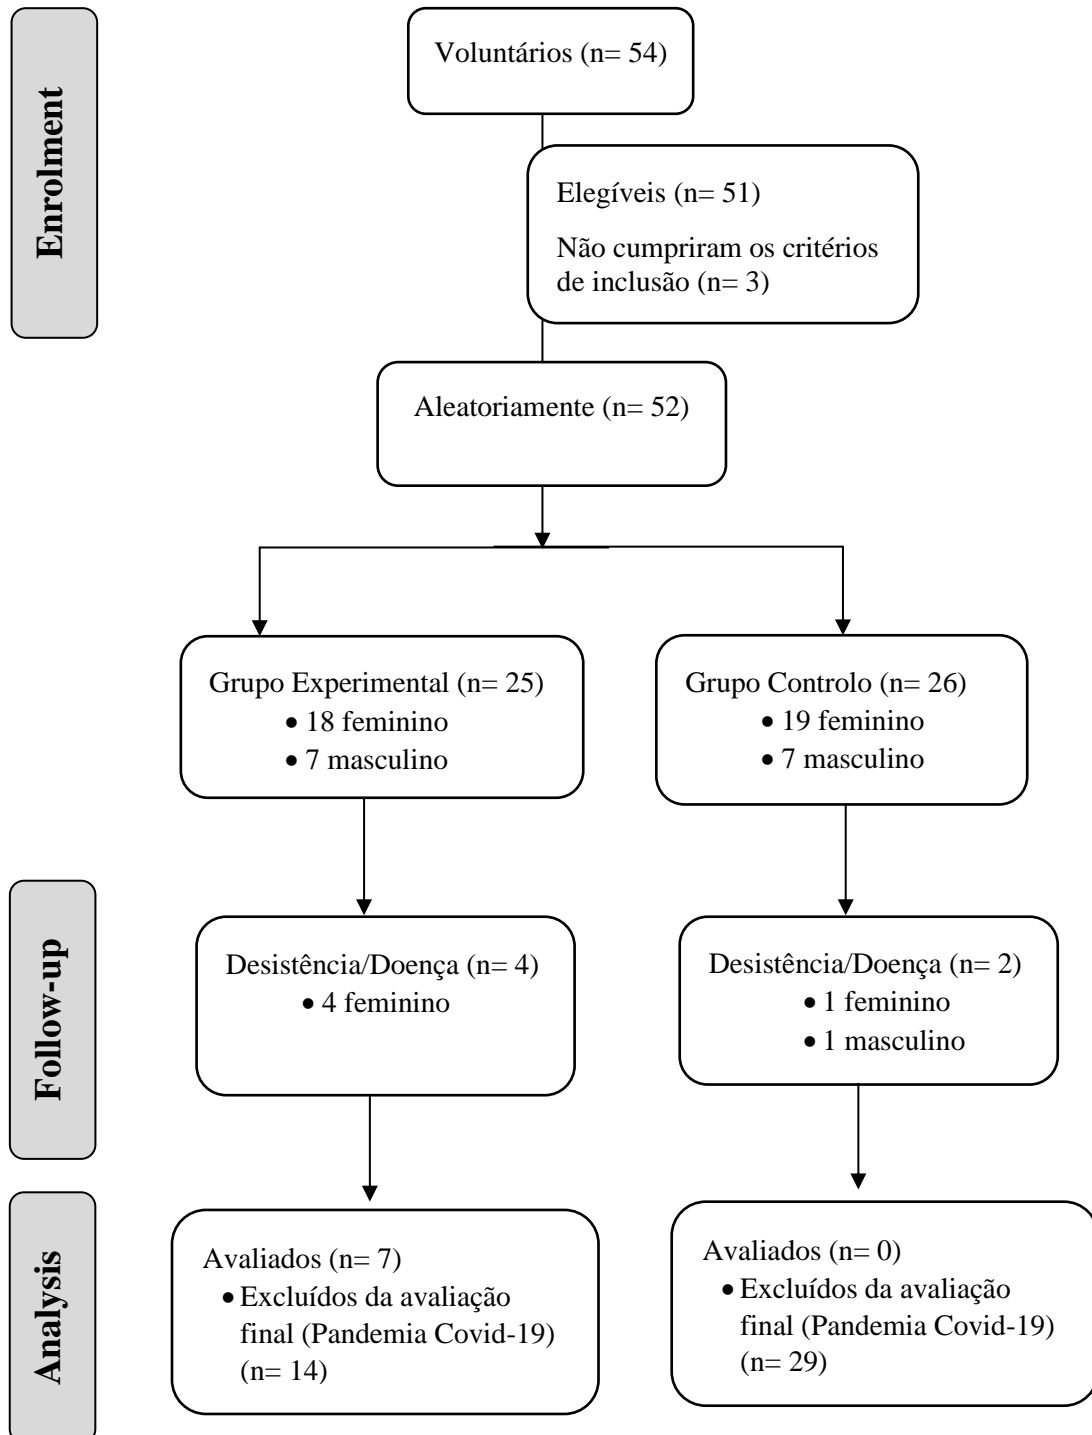 Enrolment
Voluntários (n= 54)
Elegíveis (n= 51)
Não cumpriram os critérios
de inclusão (n= 3)
Aleatoriamente (n= 52)
Grupo Experimental (n= 25)
• 18 feminino
• 7 masculino
Grupo Controlo (n= 26)
• 19 feminino
• 7 masculino
Follow-up
Desistência/Doença (n= 4)
• 4 feminino
Desistência/Doença (n= 2)
• 1 feminino
• 1 masculino
Analysis
Avaliados (n= 7)
• Excluídos da avaliação
final (Pandemia Covid-19)
(n= 14)
Avaliados (n= 0)
• Excluídos da avaliação
final (Pandemia Covid-19)
(n= 29)